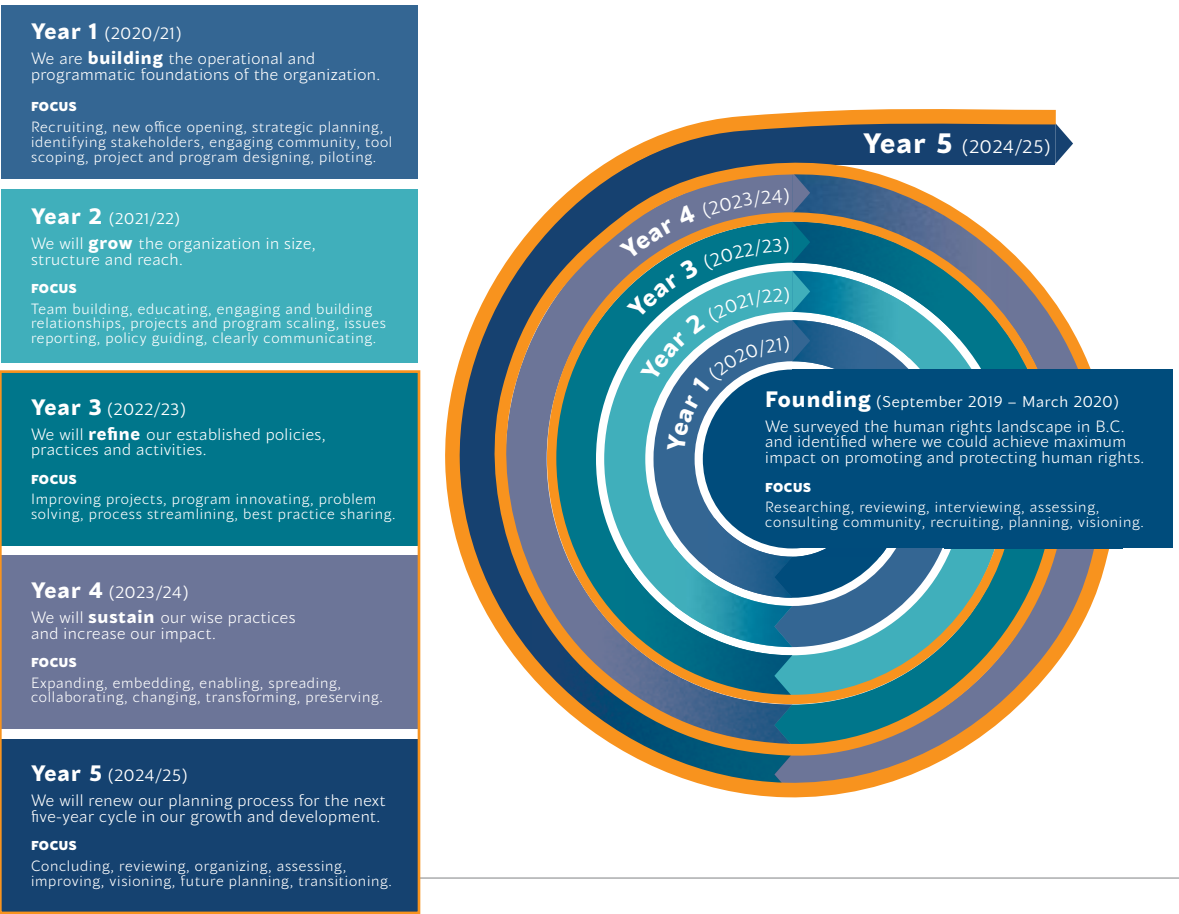 Year 1 (2020/21)
We are building the operational and
programmatic foundations of the organization.
FOCUS
Recruiting, new office opening, strategic planning,
identifying stakeholders, engaging community, tool
scoping, project and program designing, piloting.
Year 2 (2021/22)
We will grow the organization in size,
structure and reach.
FOCUS
Team building, educating, engaging and building
relationships, projects and program scaling, issues
reporting, policy guiding, clearly communicating.
Year 3 (2022/23)
We will refine our established policies,
practices and activities.
FOCUS
Improving projects, program innovating, problem
solving, process streamlining, best practice sharing.
Year 4 (2023/24)
We will sustain our wise practices
and increase our impact.
FOCUS
Expanding, embedding, enabling, spreading,
collaborating, changing, transforming, preserving.
Year 5 (2024/25)
We will renew our planning process for the next
five-year cycle in our growth and development.
FOCUS
Concluding, reviewing, organizing, assessing,
improving, visioning, future planning, transitioning.
Year 5 (2024/25)
Year 4 (2023/24)
Year 3 (2022/23)
Year 2 (2021/22)
Year 1 (2020/21)
Founding (September 2019 – March 2020)
We surveyed the human rights landscape in B.C.
and identified where we could achieve maximum
impact on promoting and protecting human rights.
FOCUS
Researching, reviewing, interviewing, assessing,
consulting community, recruiting, planning, visioning.